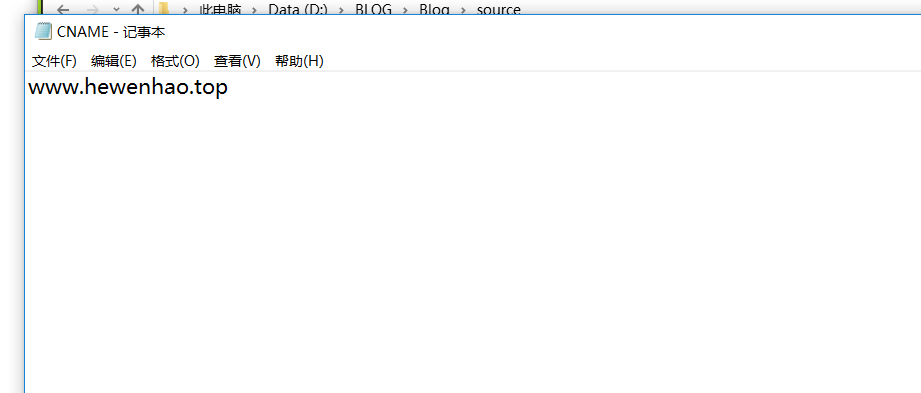 此电脑 › Data (D:) › BLOG › Blog › source
CNAME - 记事本
文件(F) 编辑(E) 格式(O) 查看(V) 帮助(H)
www.hewenhao.top